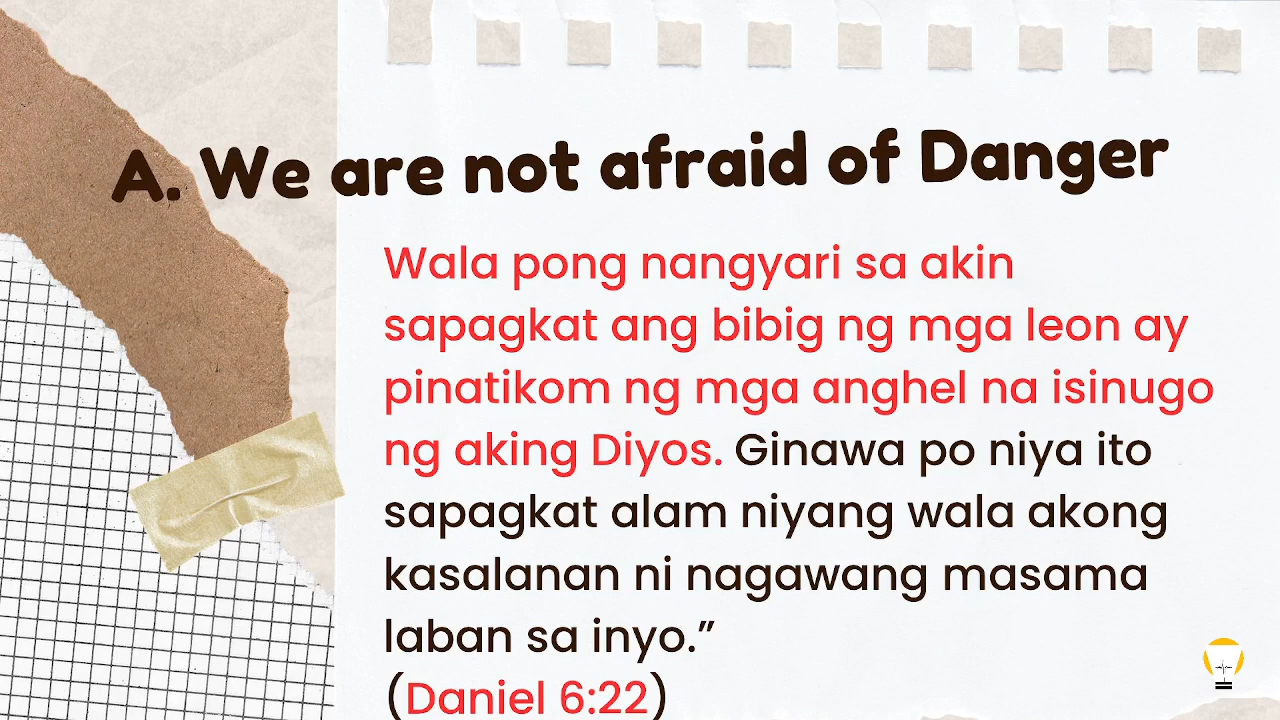 A. We are not afraid of Danger
Wala pong nangyari sa akin
sapagkat ang bibig ng mga leon ay
pinatikom ng mga anghel na isinugo
ng aking Diyos. Ginawa po niya ito
sapagkat alam niyang wala akong
kasalanan ni nagawang masama
laban sa inyo.”
(Daniel 6:22)